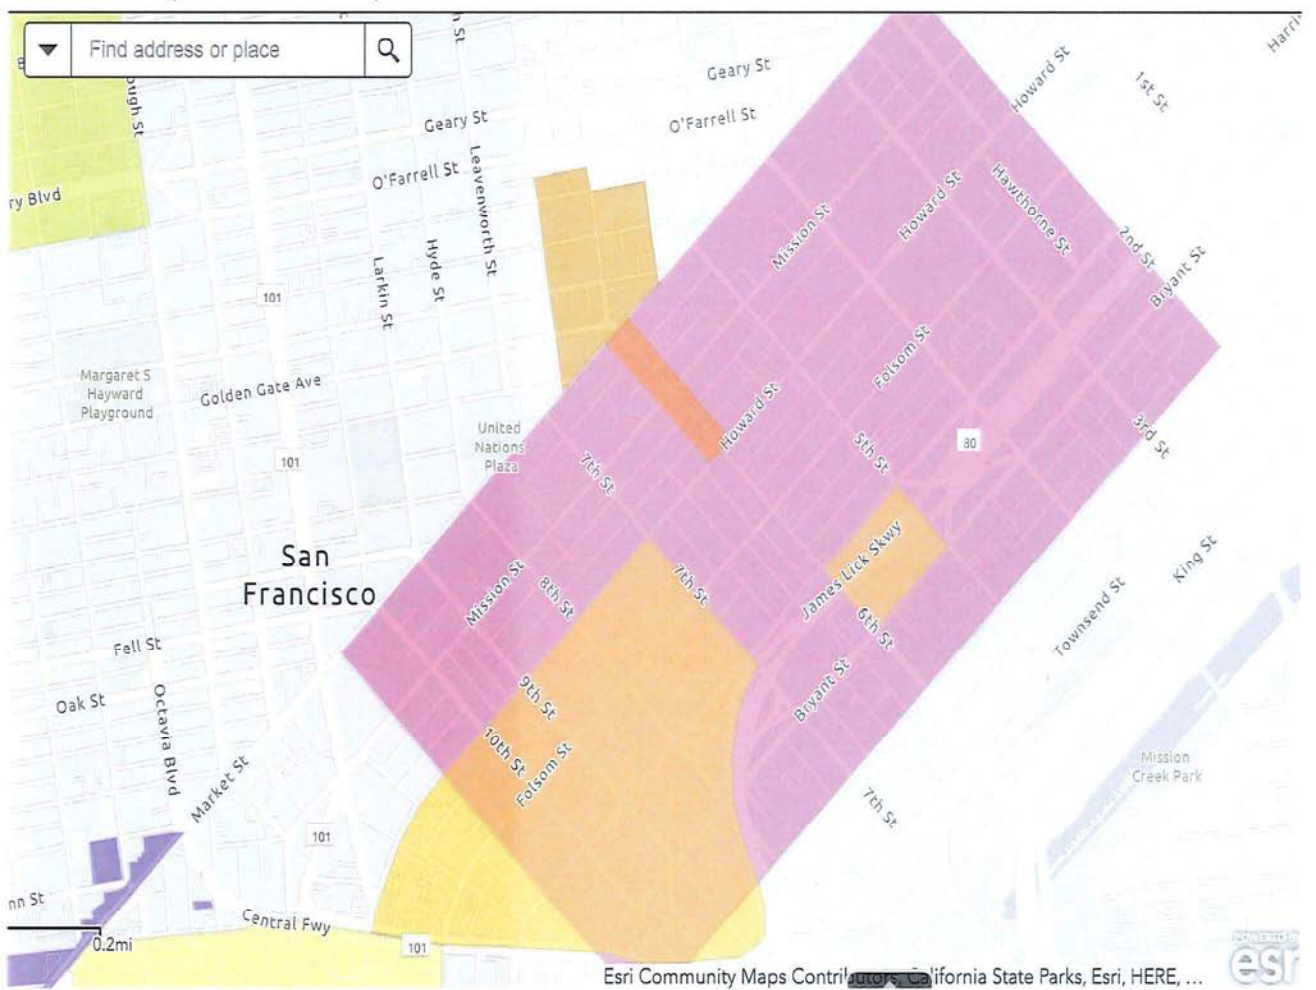 Find address or place
ough St
Geary St
Geary St
O'Farrell St
O'Farrell St
Howard St
1st St
ry Blvd
Leavenworth St
Hyde St
Larkin St
101
Mission St
Howard St
Hawthorne St
2nd St
Bryant St
Margaret S
Hayward
Playground
Golden Gate Ave
Folsom St
United
Nations
Plaza
Howard St
5th St
80
3rd St
101
7th St
San
Francisco
Mission St
8th St
7th St
James Lick Skwy
6th St
King St
Townsend St
Fell St
Oak St
Octavia Blvd
Market St
9th St
10th St
Folsom St
Bryant St
7th St
Mission
Creek Park
101
nn St
Central Fwy
0.2mi
101
POWERED BY
esri
Esri Community Maps Contributors, California State Parks, Esri, HERE, ...